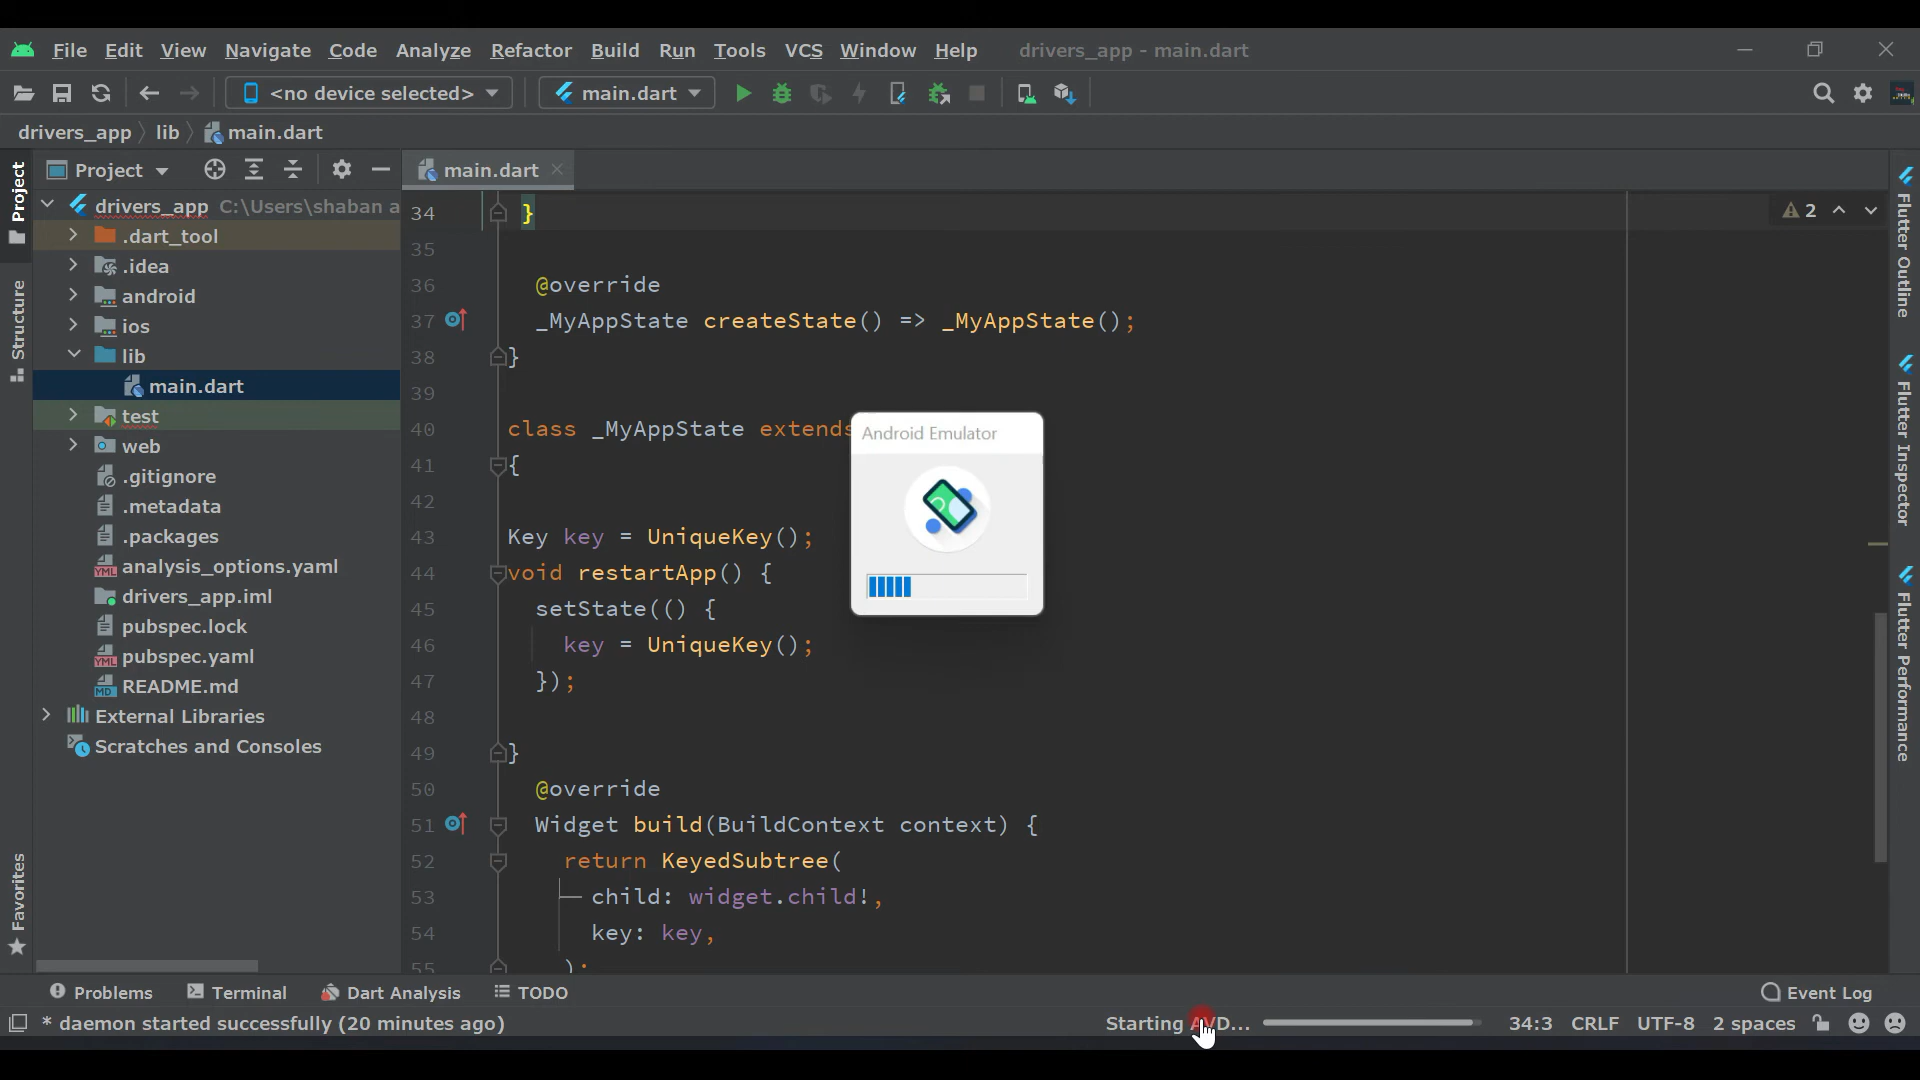 File Edit View Navigate Code Analyze Refactor Build Run Tools VCS Window Help drivers_app - main.dart
<no device selected> main.dart
drivers_app lib main.dart
Project
main.dart
Project
Structure
Favorites
drivers_app C:\Users\shaban a
.dart_tool
.idea
android
ios
lib
main.dart
test
web
.gitignore
.metadata
.packages
analysis_options.yaml
drivers_app.iml
pubspec.lock
pubspec.yaml
README.md
External Libraries
Scratches and Consoles
34 }
35
36 @override
37 _MyAppState createState() => _MyAppState();
38 }
39
40 class _MyAppState extends
41 {
42
43 Key key = UniqueKey();
44 void restartApp() {
45 setState(() {
46 key = UniqueKey();
47 });
48
49 }
50 @override
51 Widget build(BuildContext context) {
52 return KeyedSubtree(
53 child: widget.child!,
54 key: key,
55 );
2
Android Emulator
Flutter Outline
Flutter Inspector
Flutter Performance
Problems Terminal Dart Analysis TODO Event Log
* daemon started successfully (20 minutes ago) Starting AVD... 34:3 CRLF UTF-8 2 spaces